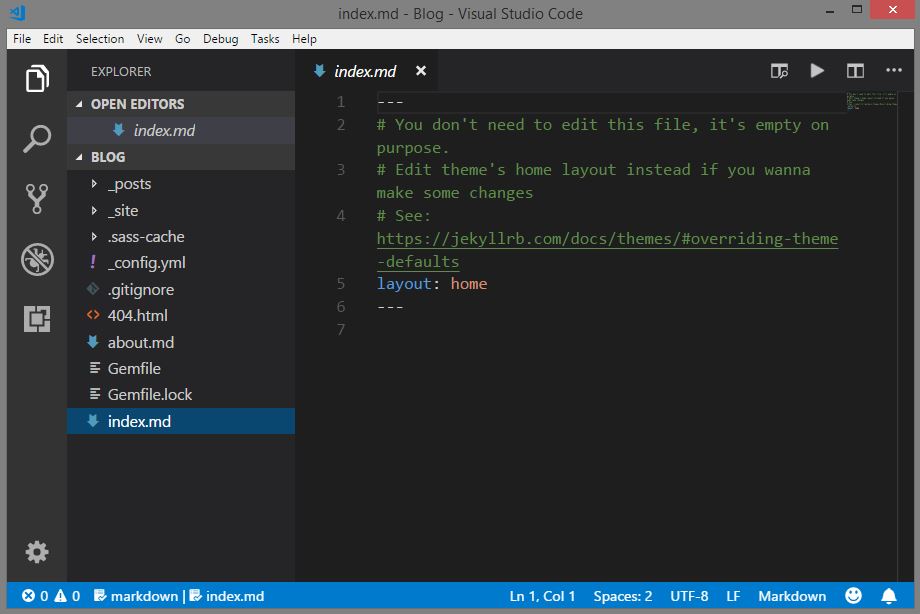 index.md - Blog - Visual Studio Code
File Edit Selection View Go Debug Tasks Help
EXPLORER
OPEN EDITORS
index.md
BLOG
_posts
_site
.sass-cache
_config.yml
.gitignore
404.html
about.md
Gemfile
Gemfile.lock
index.md
index.md
1 ---
2 # You don't need to edit this file, it's empty on
purpose.
3 # Edit theme's home layout instead if you wanna
make some changes
4 # See:
https://jekyllrb.com/docs/themes/#overriding-theme
-defaults
5 layout: home
6 ---
7
0 0 markdown | index.md Ln 1, Col 1 Spaces: 2 UTF-8 LF Markdown